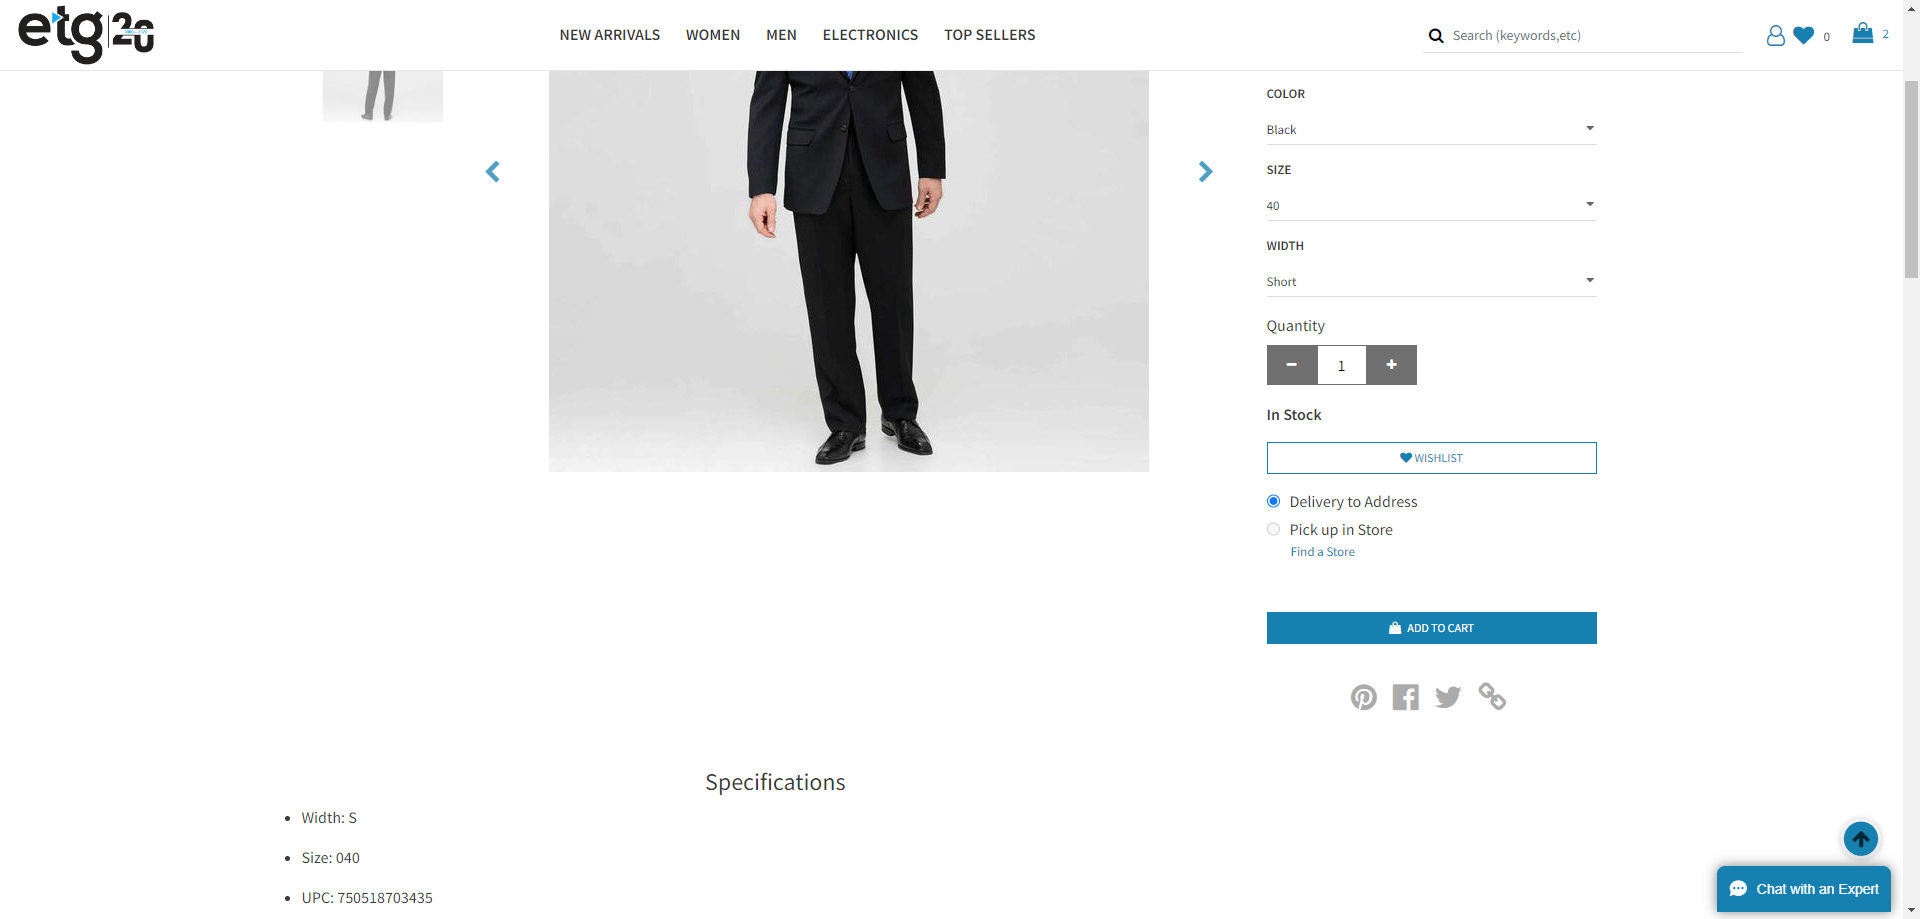 etg 20
NEW ARRIVALS WOMEN MEN ELECTRONICS TOP SELLERS
Search (keywords,etc)
0
2
COLOR
Black
SIZE
40
WIDTH
Short
Quantity
1
In Stock
WISHLIST
Delivery to Address
Pick up in Store
Find a Store
ADD TO CART
Specifications
Width: S
Size: 040
UPC: 750518703435
Chat with an Expert